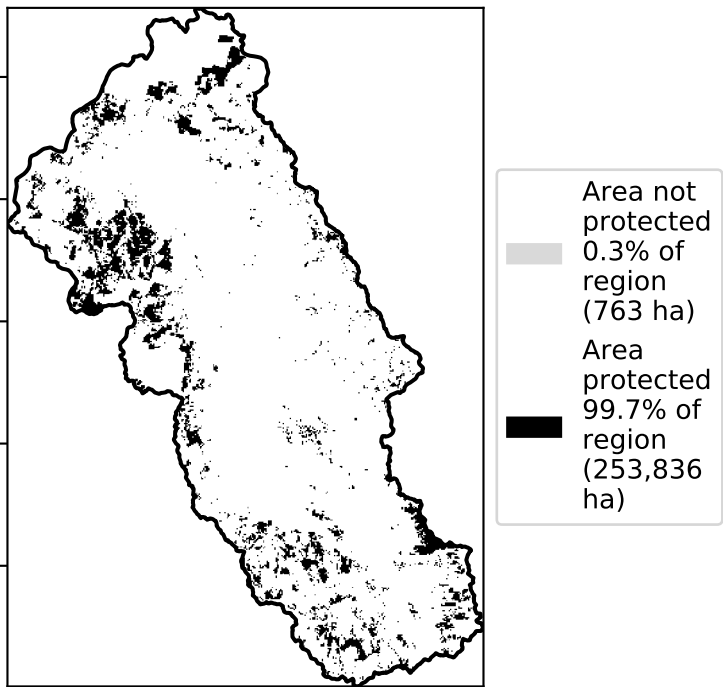 Area not
protected
0.3% of
region
(763 ha)
Area
protected
99.7% of
region
(253,836
ha)